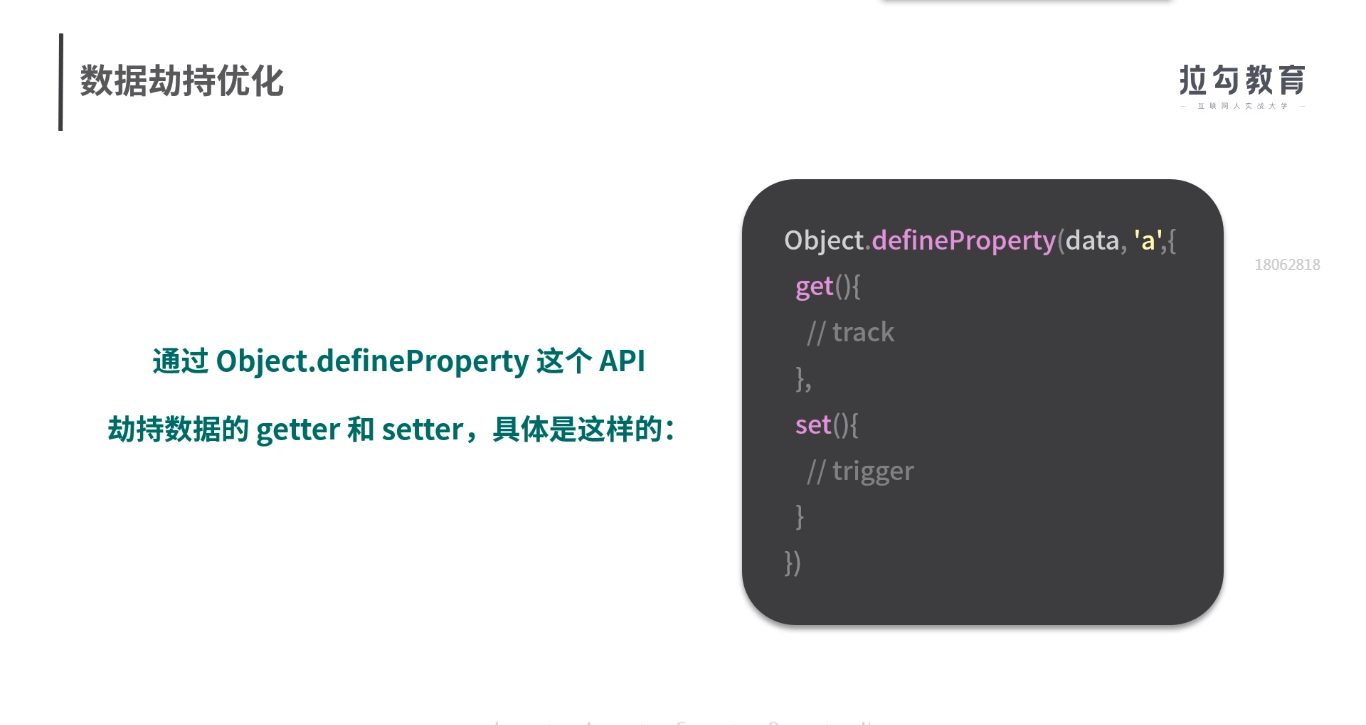 数据劫持优化
拉勾教育
互联网人实战大学
通过 Object.defineProperty 这个 API
劫持数据的 getter 和 setter，具体是这样的：
Object.defineProperty(data, 'a',{
get(){
// track
},
set(){
// trigger
}
})
18062818